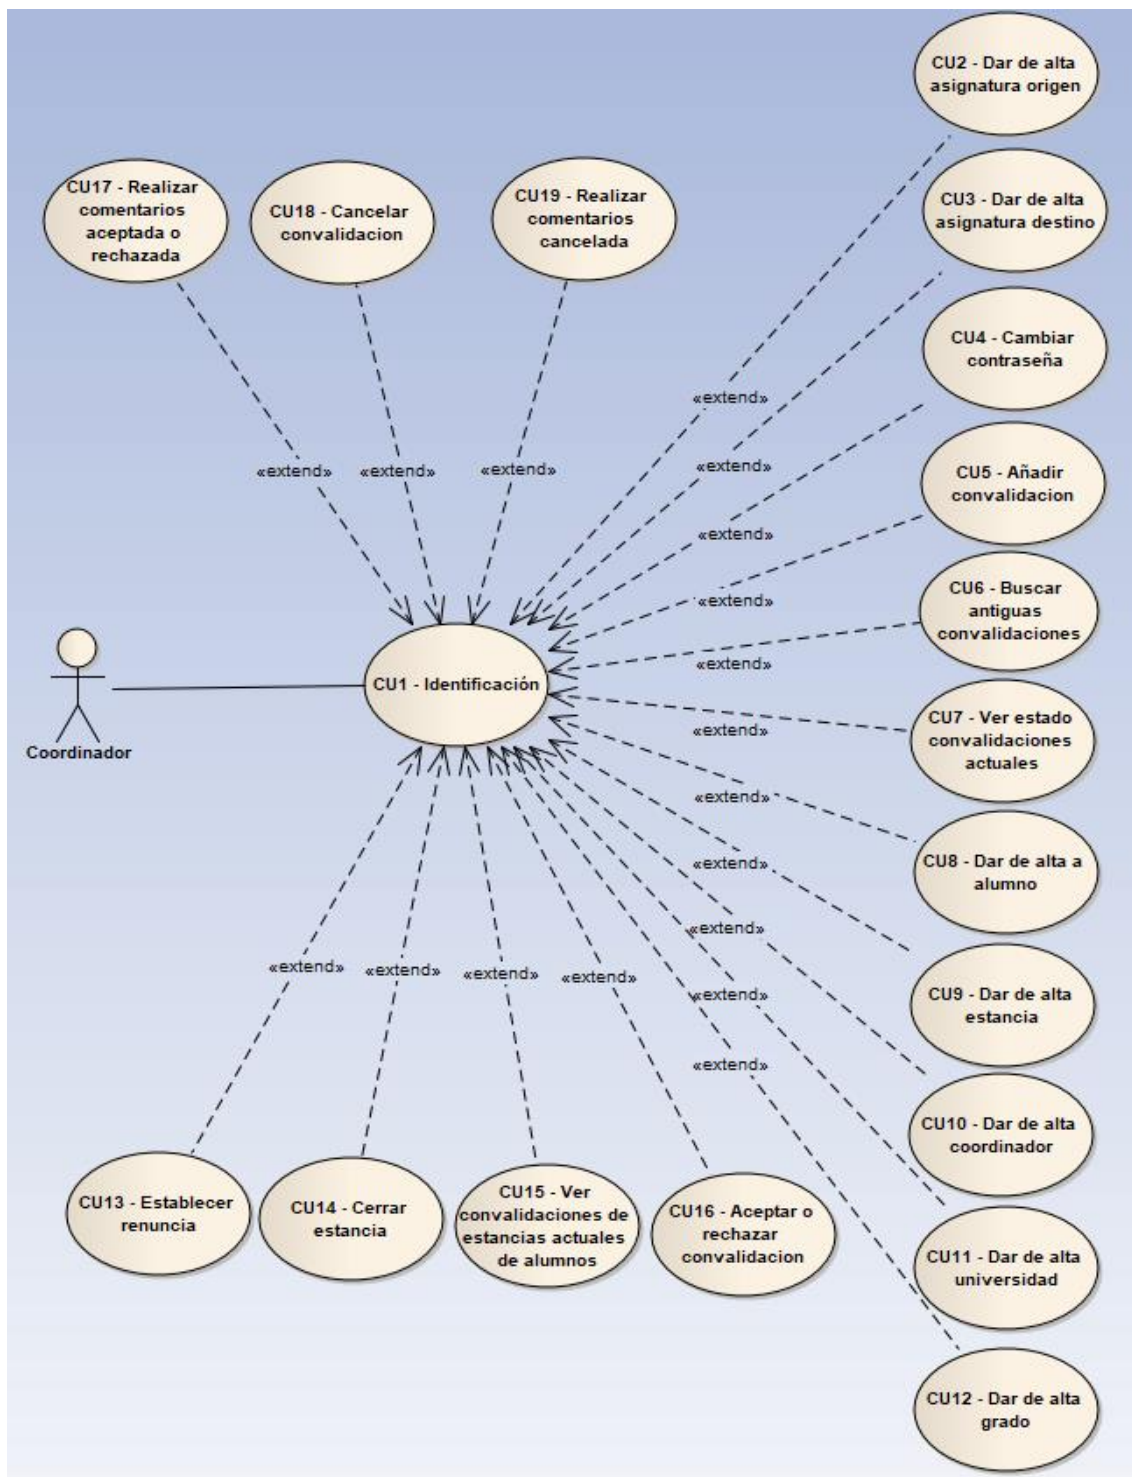 CU2 - Dar de alta
asignatura origen
CU17 - Realizar
comentarios
aceptada o
rechazada
CU18 - Cancelar
convalidacion
CU19 - Realizar
comentarios
cancelada
CU3 - Dar de alta
asignatura destino
CU4 - Cambiar
contraseña
«extend»
«extend»
«extend»
«extend»
«extend»
CU5 - Añadir
convalidacion
«extend»
«extend»
CU6 - Buscar
antiguas
convalidaciones
«extend»
CU1 - Identificación
Coordinador
CU7 - Ver estado
convalidaciones
actuales
«extend»
«extend»
CU8 - Dar de alta a
alumno
«extend»
«extend»
«extend»
«extend»
«extend»
«extend»
CU9 - Dar de alta
estancia
«extend»
«extend»
CU10 - Dar de alta
coordinador
CU13 - Establecer
renuncia
CU14 - Cerrar
estancia
CU15 - Ver
convalidaciones de
estancias actuales
de alumnos
CU16 - Aceptar o
rechazar
convalidacion
CU11 - Dar de alta
universidad
CU12 - Dar de alta
grado